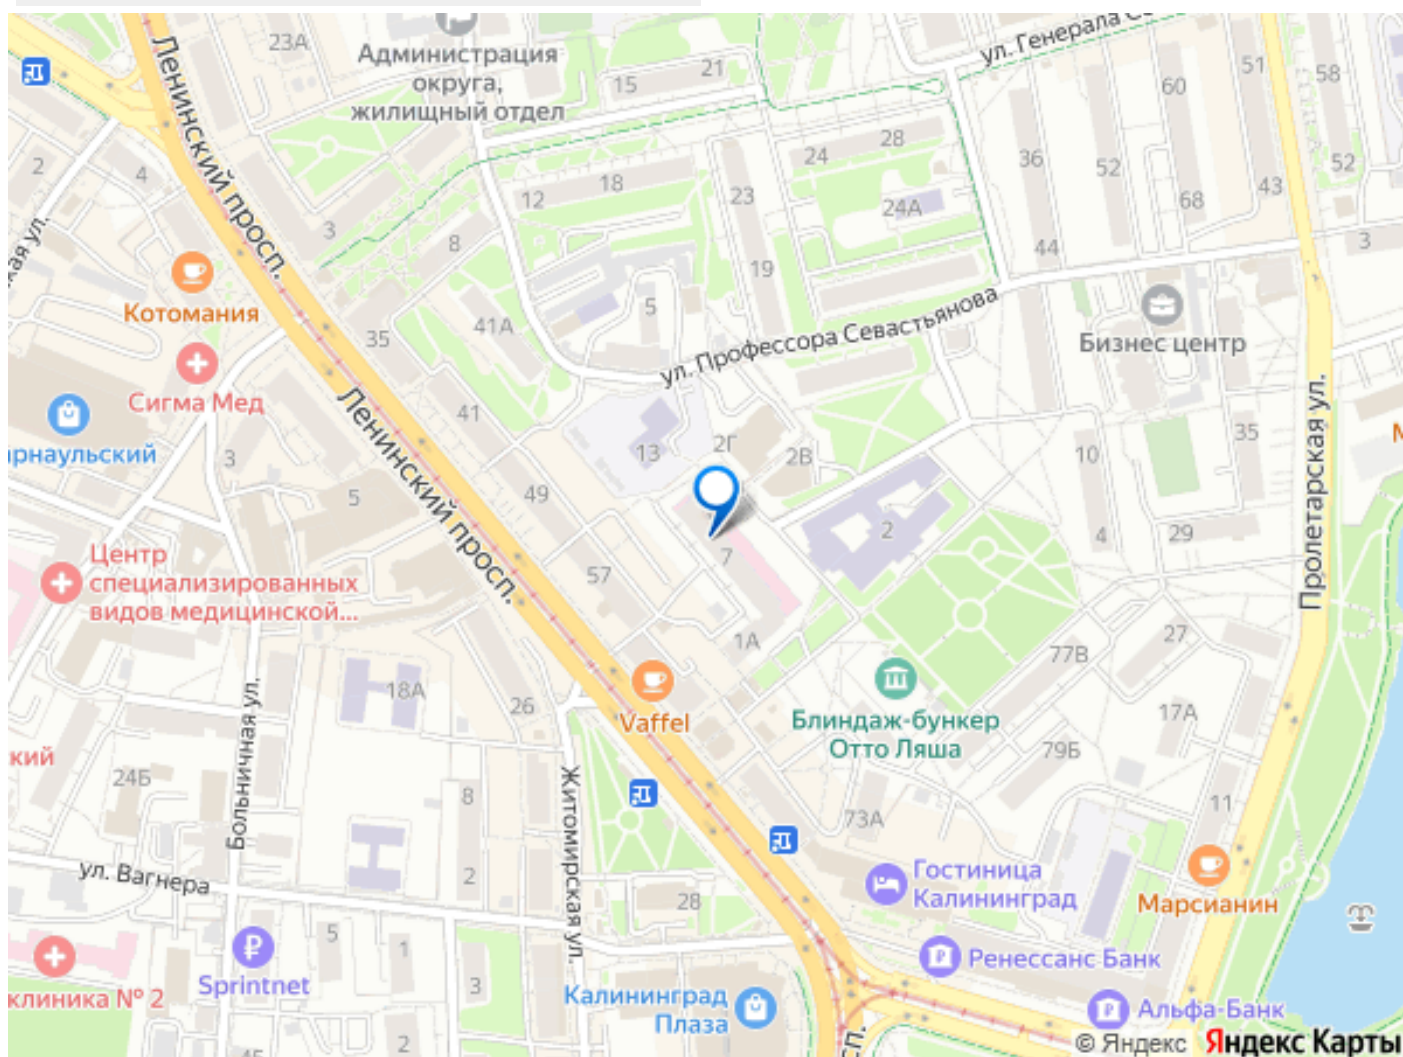 23А
Администрация
округа,
жилищный отдел
15
21
ул. Генерала
60
51
58
Ленинский просп.
2
4
3
12
18
8
23
24
28
24А
36
52
68
43
52
44
3
19
5
41А
35
Котомания
Сигма Мед
ул. Профессора Севастьянова
Бизнес центр
Пролетарская ул.
41
Ленинский просп.
13
2Г
2В
10
35
3
5
49
2
4
29
7
57
1А
Центр
специализированных
видов медицинской...
18А
26
Vaffel
Блиндаж-бункер
Отто Ляша
77В
27
17А
79Б
24Б
Больничная ул.
8
Житомирская ул.
73А
11
ул. Вагнера
2
28
Гостиница
Калининград
Марсианин
5
1
3
2
₽
Sprintnet
клиника № 2
Калининград
Плаза
Ренессанс Банк
Альфа-Банк
© Яндекс Яндекс Карты